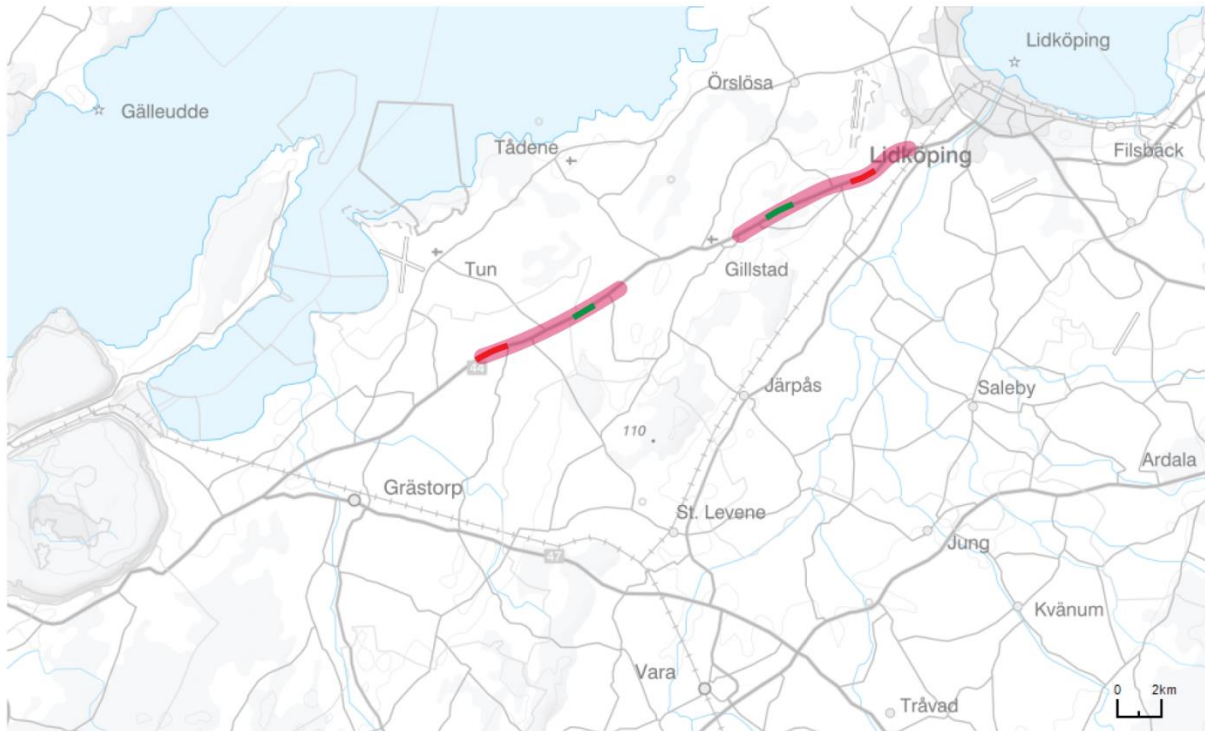 Lidköping
Örslösa
Gälleudde
Tådene
Lidköping
Filsbäck
Tun
Gillstad
44
Järpås
Saleby
110
Ardala
Grästorp
St. Levene
Jung
47
Kvänum
Vara
Tråvad
0 2km